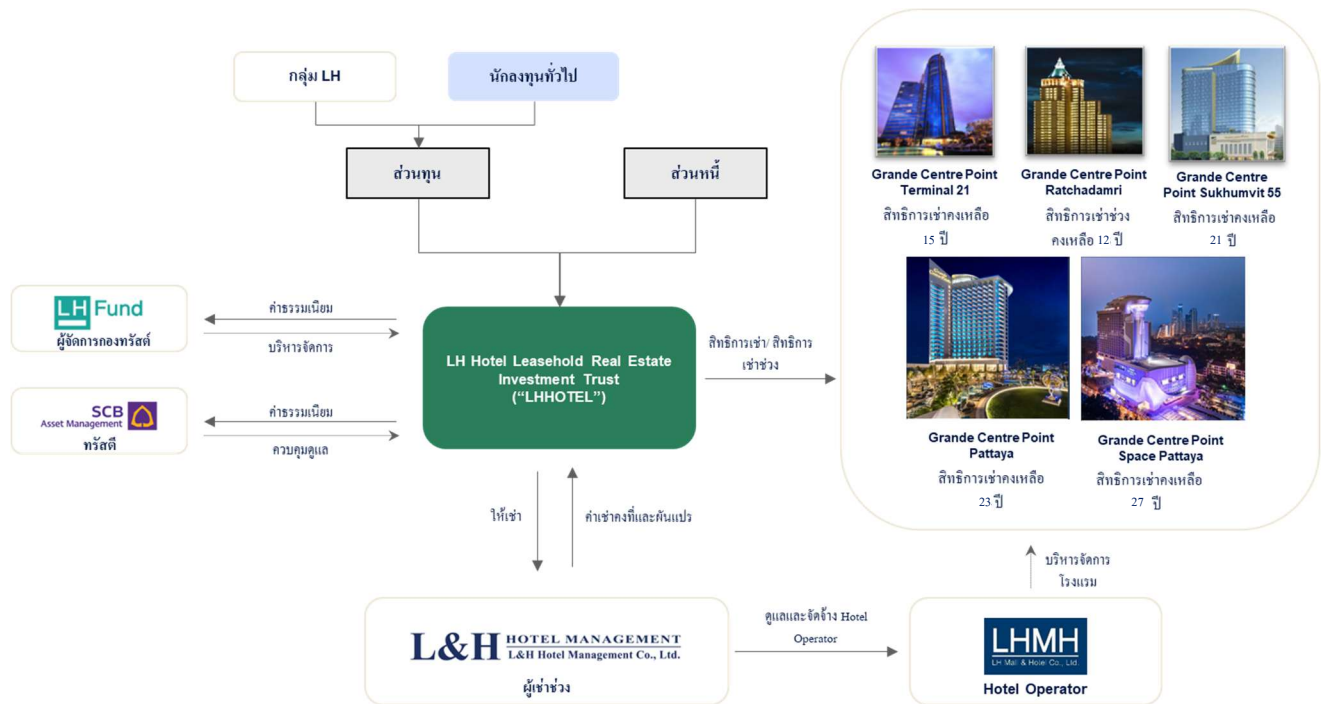 กลุ่ม LH
นักลงทุนทั่วไป
ส่วนทุน
ส่วนหนี้
LH Fund
ผู้จัดการกองทรัสต์
ค่าธรรมเนียม
บริหารจัดการ
SCB
Asset Management
ทรัสตี
ค่าธรรมเนียม
ควบคุมดูแล
LH Hotel Leasehold Real Estate
Investment Trust
(“LHHOTEL”)
สิทธิการเช่า/ สิทธิการ
เช่าช่วง
Grande Centre Point
Terminal 21
สิทธิการเช่าคงเหลือ
15 ปี
Grande Centre Point
Ratchadamri
สิทธิการเช่าช่วง
คงเหลือ 12 ปี
Grande Centre
Point Sukhumvit 55
สิทธิการเช่าคงเหลือ
21 ปี
Grande Centre Point
Pattaya
สิทธิการเช่าคงเหลือ
23 ปี
Grande Centre Point
Space Pattaya
สิทธิการเช่าคงเหลือ
27 ปี
ให้เช่า
ค่าเช่าคงที่และผันแปร
L&H HOTEL MANAGEMENT
L&H Hotel Management Co., Ltd.
ผู้เช่าช่วง
ดูแลและจัดจ้าง Hotel
Operator
บริหารจัดการ
โรงแรม
LHMH
LH Mall & Hotel Co., Ltd.
Hotel Operator